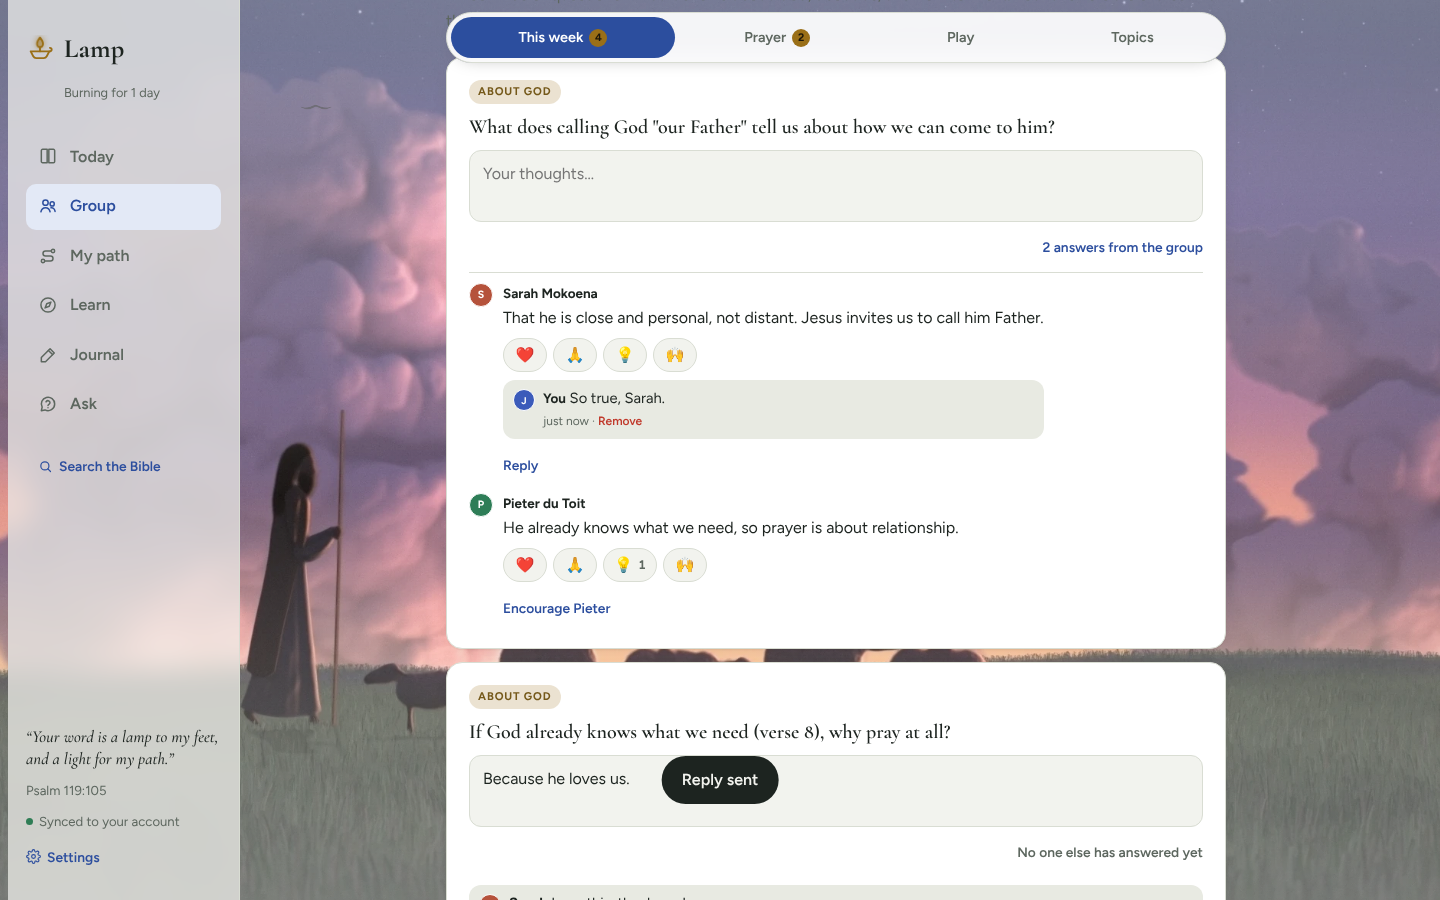 Lamp
Burning for 1 day
Today
Group
My path
Learn
Journal
Ask
Search the Bible
“Your word is a lamp to my feet,
and a light for my path.”
Psalm 119:105
Synced to your account
Settings
This week 4
Prayer 2
Play
Topics
ABOUT GOD
What does calling God "our Father" tell us about how we can come to him?
Your thoughts...
2 answers from the group
S
Sarah Mokoena
That he is close and personal, not distant. Jesus invites us to call him Father.
J
You So true, Sarah.
just now · Remove
Reply
P
Pieter du Toit
He already knows what we need, so prayer is about relationship.
1
Encourage Pieter
ABOUT GOD
If God already knows what we need (verse 8), why pray at all?
Because he loves us.
Reply sent
No one else has answered yet